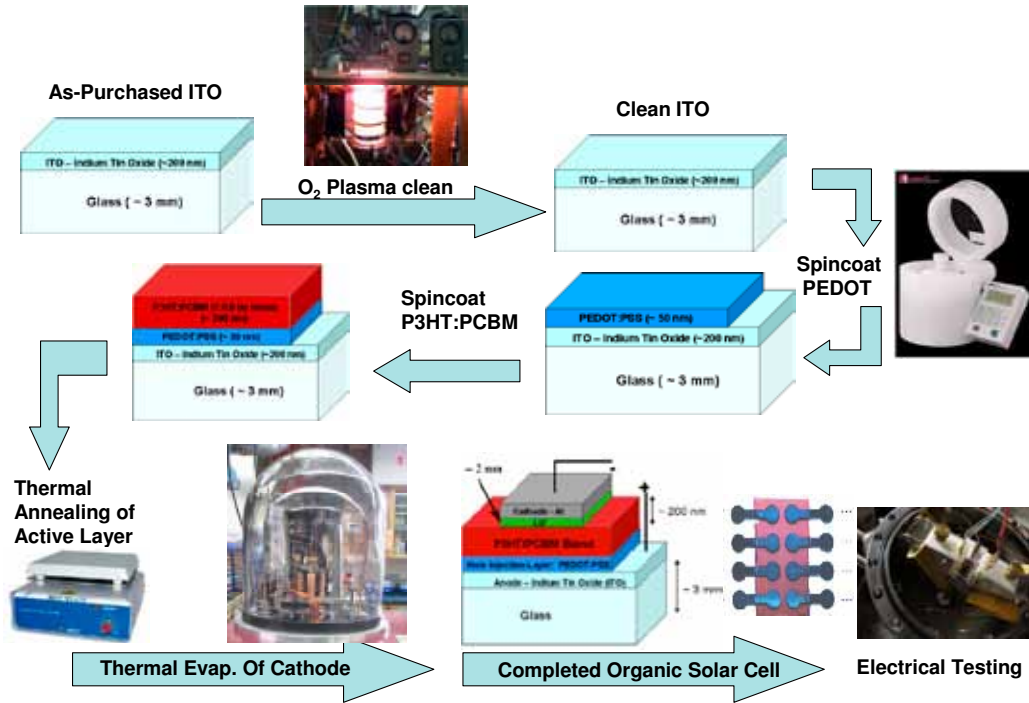 As-Purchased ITO
Clean ITO
ITO – Indium Tin Oxide (~200 nm)
Glass ( ~ 3 mm)
O2 Plasma clean
ITO – Indium Tin Oxide (~200 nm)
Glass ( ~ 3 mm)
Spincoat
PEDOT
P3HT:PCBM
PEDOT:PSS (~ 50 nm)
ITO – Indium Tin Oxide (~200 nm)
Glass ( ~ 3 mm)
Spincoat
P3HT:PCBM
PEDOT:PSS (~ 50 nm)
ITO – Indium Tin Oxide (~200 nm)
Glass ( ~ 3 mm)
Thermal
Annealing of
Active Layer
~ 2 mm
Cathode - Al
LiF
P3HT:PCBM Blend
Hole Injection Layer: PEDOT:PSS
Anode – Indium Tin Oxide (ITO)
Glass
+
-
~ 200 nm
~ 3 mm
Thermal Evap. Of Cathode
Completed Organic Solar Cell
Electrical Testing